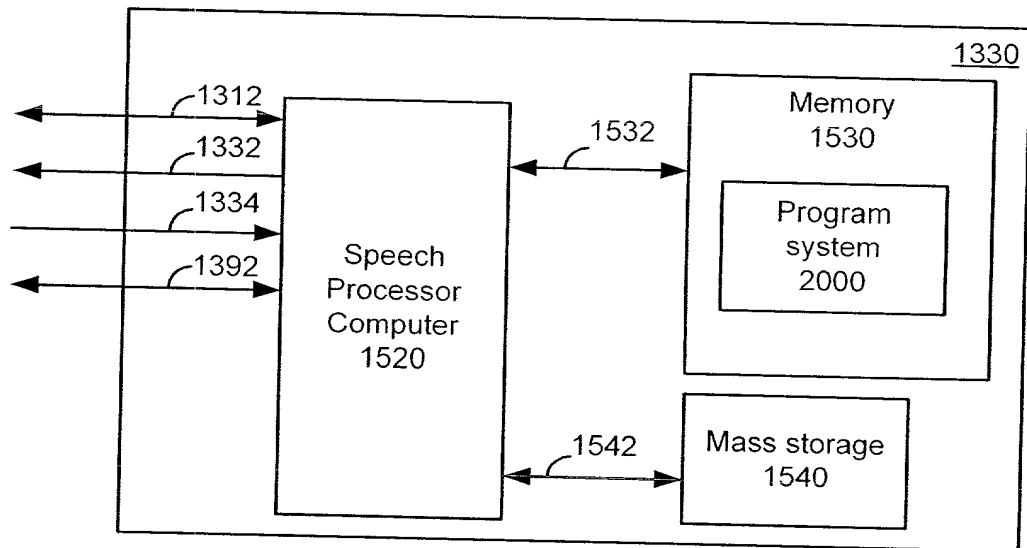 1330
1312
1332
1334
1392
Speech
Processor
Computer
1520
1532
Memory
1530
Program
system
2000
1542
Mass storage
1540